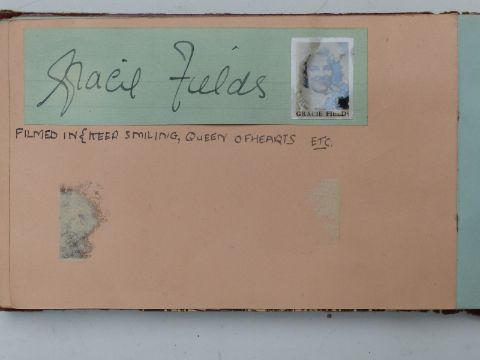 Gracie Fields
GRACIE FIELDS
FILMED IN { KEEP SMILING, QUEEN OF HEARTS ETC.